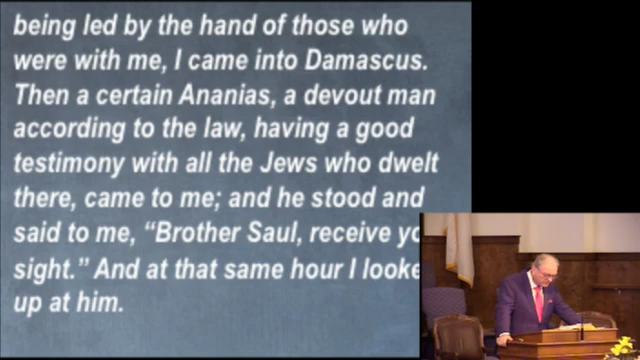 being led by the hand of those who
were with me, I came into Damascus.
Then a certain Ananias, a devout man
according to the law, having a good
testimony with all the Jews who dwelt
there, came to me; and he stood and
said to me, “Brother Saul, receive yo
sight.” And at that same hour I looke
up at him.